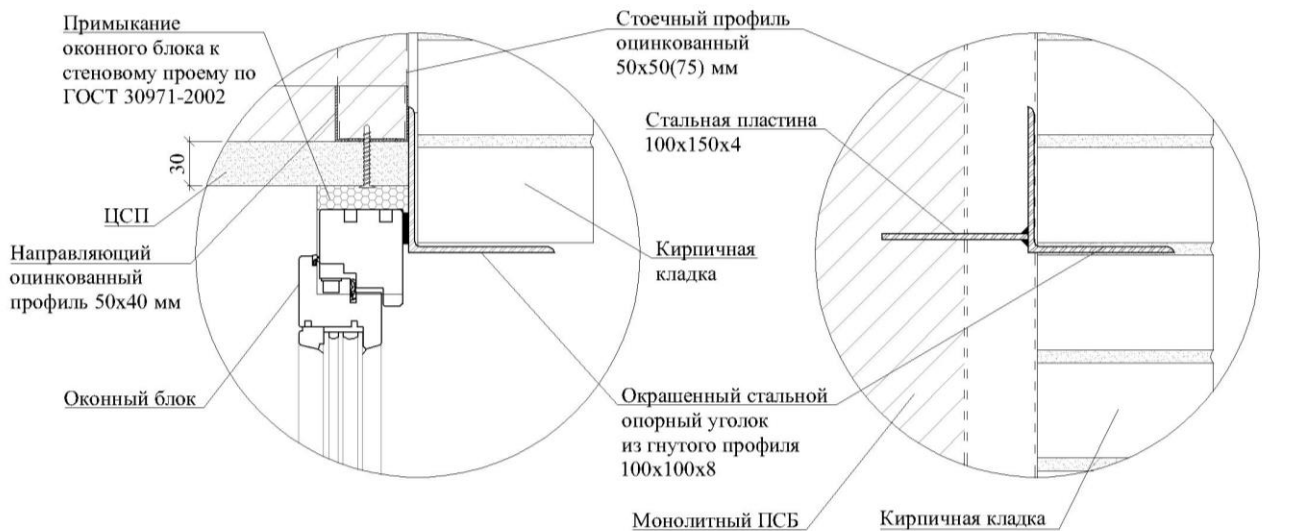 Примыкание
оконного блока к
стеновому проему по
ГОСТ 30971-2002
30
ЦСП
Направляющий
оцинкованный
профиль 50х40 мм
Оконный блок
Стоечный профиль
оцинкованный
50х50(75) мм
Стальная пластина
100х150х4
Кирпичная
кладка
Окрашенный стальной
опорный уголок
из гнутого профиля
100х100х8
Монолитный ПСБ
Кирпичная кладка